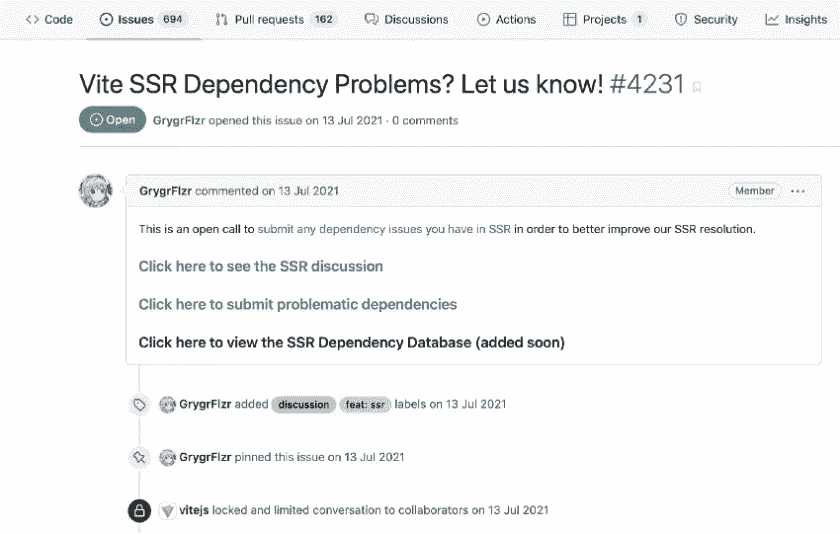 Code Issues 694 Pull requests 162 Discussions Actions Projects 1 Security Insights
Vite SSR Dependency Problems? Let us know! #4231
Open GrygrFlzr opened this issue on 13 Jul 2021 · 0 comments
GrygrFlzr commented on 13 Jul 2021 Member ···
This is an open call to submit any dependency issues you have in SSR in order to better improve our SSR resolution.
Click here to see the SSR discussion
Click here to submit problematic dependencies
Click here to view the SSR Dependency Database (added soon)
GrygrFlzr added discussion feat: ssr labels on 13 Jul 2021
GrygrFlzr pinned this issue on 13 Jul 2021
vitejs locked and limited conversation to collaborators on 13 Jul 2021